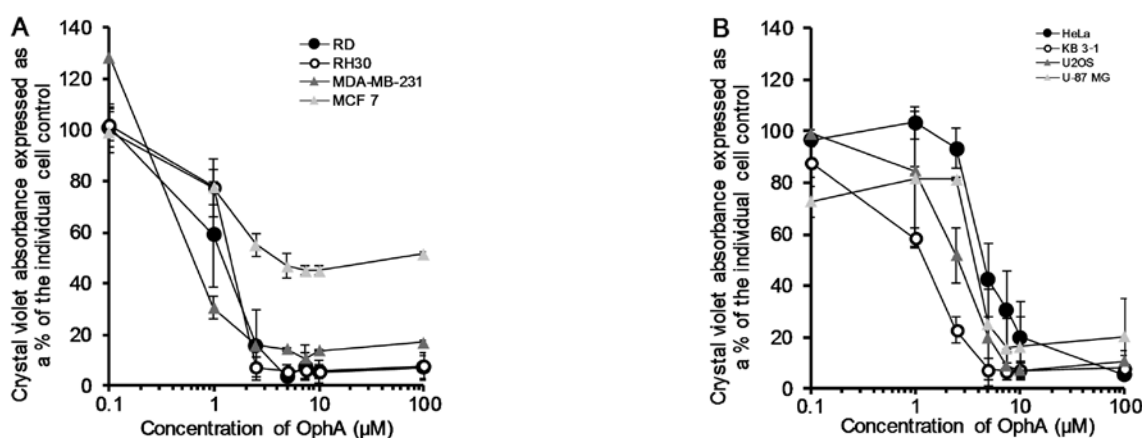 A
140
120
100
80
60
40
20
0
Crystal violet absorbance expressed as
a % of the individual cell control
RD
RH30
MDA-MB-231
MCF 7
0.1
1
10
100
Concentration of OphA (µM)
B
140
120
100
80
60
40
20
0
Crystal violet absorbance expressed as
a % of the individual cell control
HeLa
KB 3-1
U2OS
U-87 MG
0.1
1
10
100
Concentration of OphA (µM)